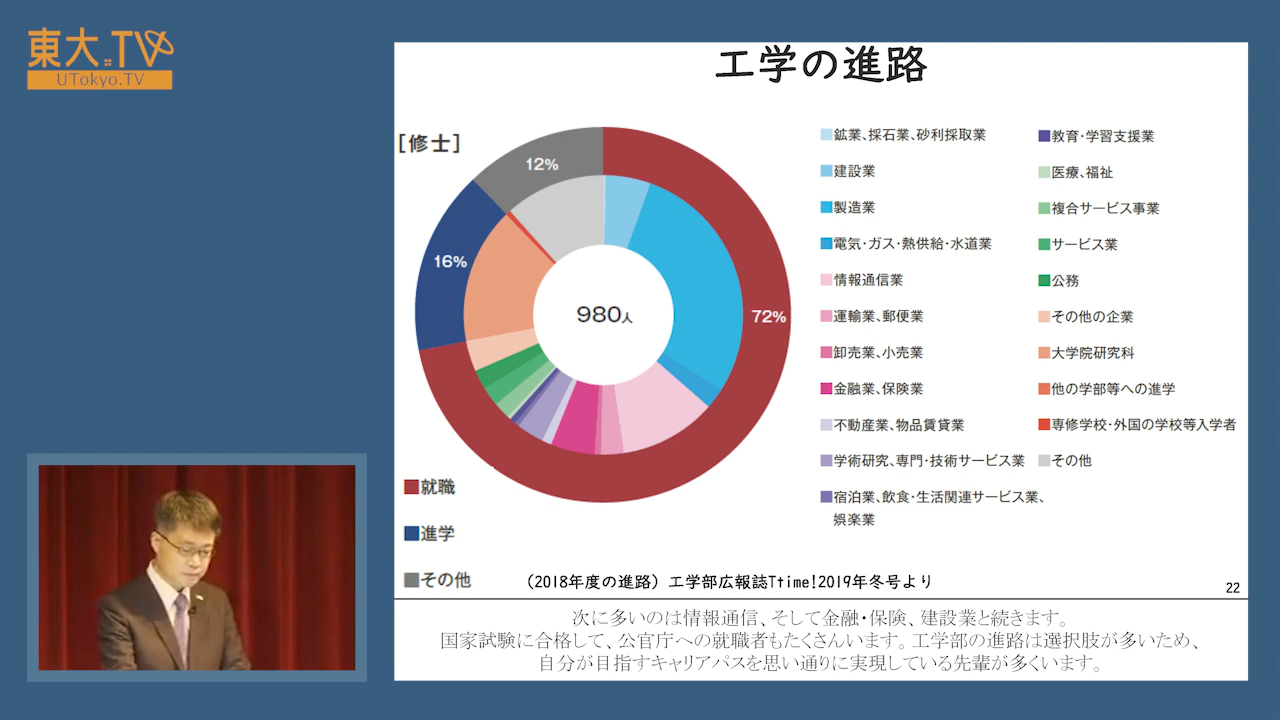 東大.TV
UTokyo.TV
工学の進路
[修士]
12%
16%
72%
980人
就職
進学
その他
鉱業、採石業、砂利採取業
建設業
製造業
電気・ガス・熱供給・水道業
情報通信業
運輸業、郵便業
卸売業、小売業
金融業、保険業
不動産業、物品賃貸業
学術研究、専門・技術サービス業
宿泊業、飲食・生活関連サービス業、
娯楽業
教育・学習支援業
医療、福祉
複合サービス事業
サービス業
公務
その他の企業
大学院研究科
他の学部等への進学
専修学校・外国の学校等入学者
その他
（2018年度の進路）工学部広報誌Ttime!2019年冬号より
22
次に多いのは情報通信、そして金融・保険、建設業と続きます。
国家試験に合格して、公官庁への就職者もたくさんいます。工学部の進路は選択肢が多いため、
自分が目指すキャリアパスを思い通りに実現している先輩が多くいます。